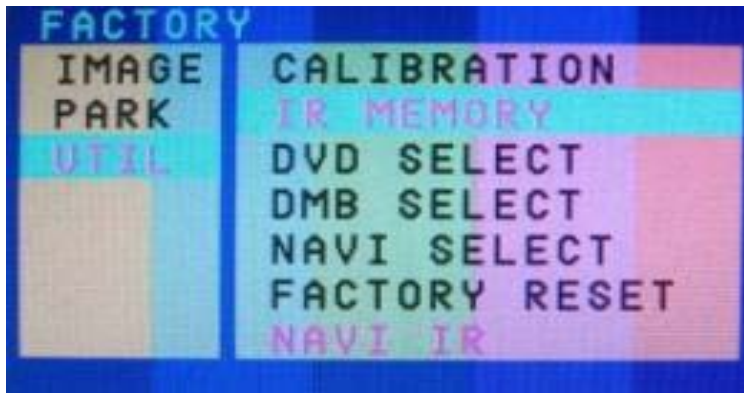 FACTORY
IMAGE
PARK
UTIL
CALIBRATION
IR MEMORY
DVD SELECT
DMB SELECT
NAVI SELECT
FACTORY RESET
NAVI IR